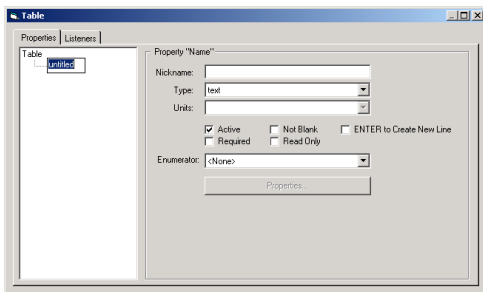 Table
Properties Listeners
Table
untitled
Property "Name"
Nickname:
Type: text
Units:
Active Not Blank ENTER to Create New Line
Required Read Only
Enumerator: <None>
Properties...